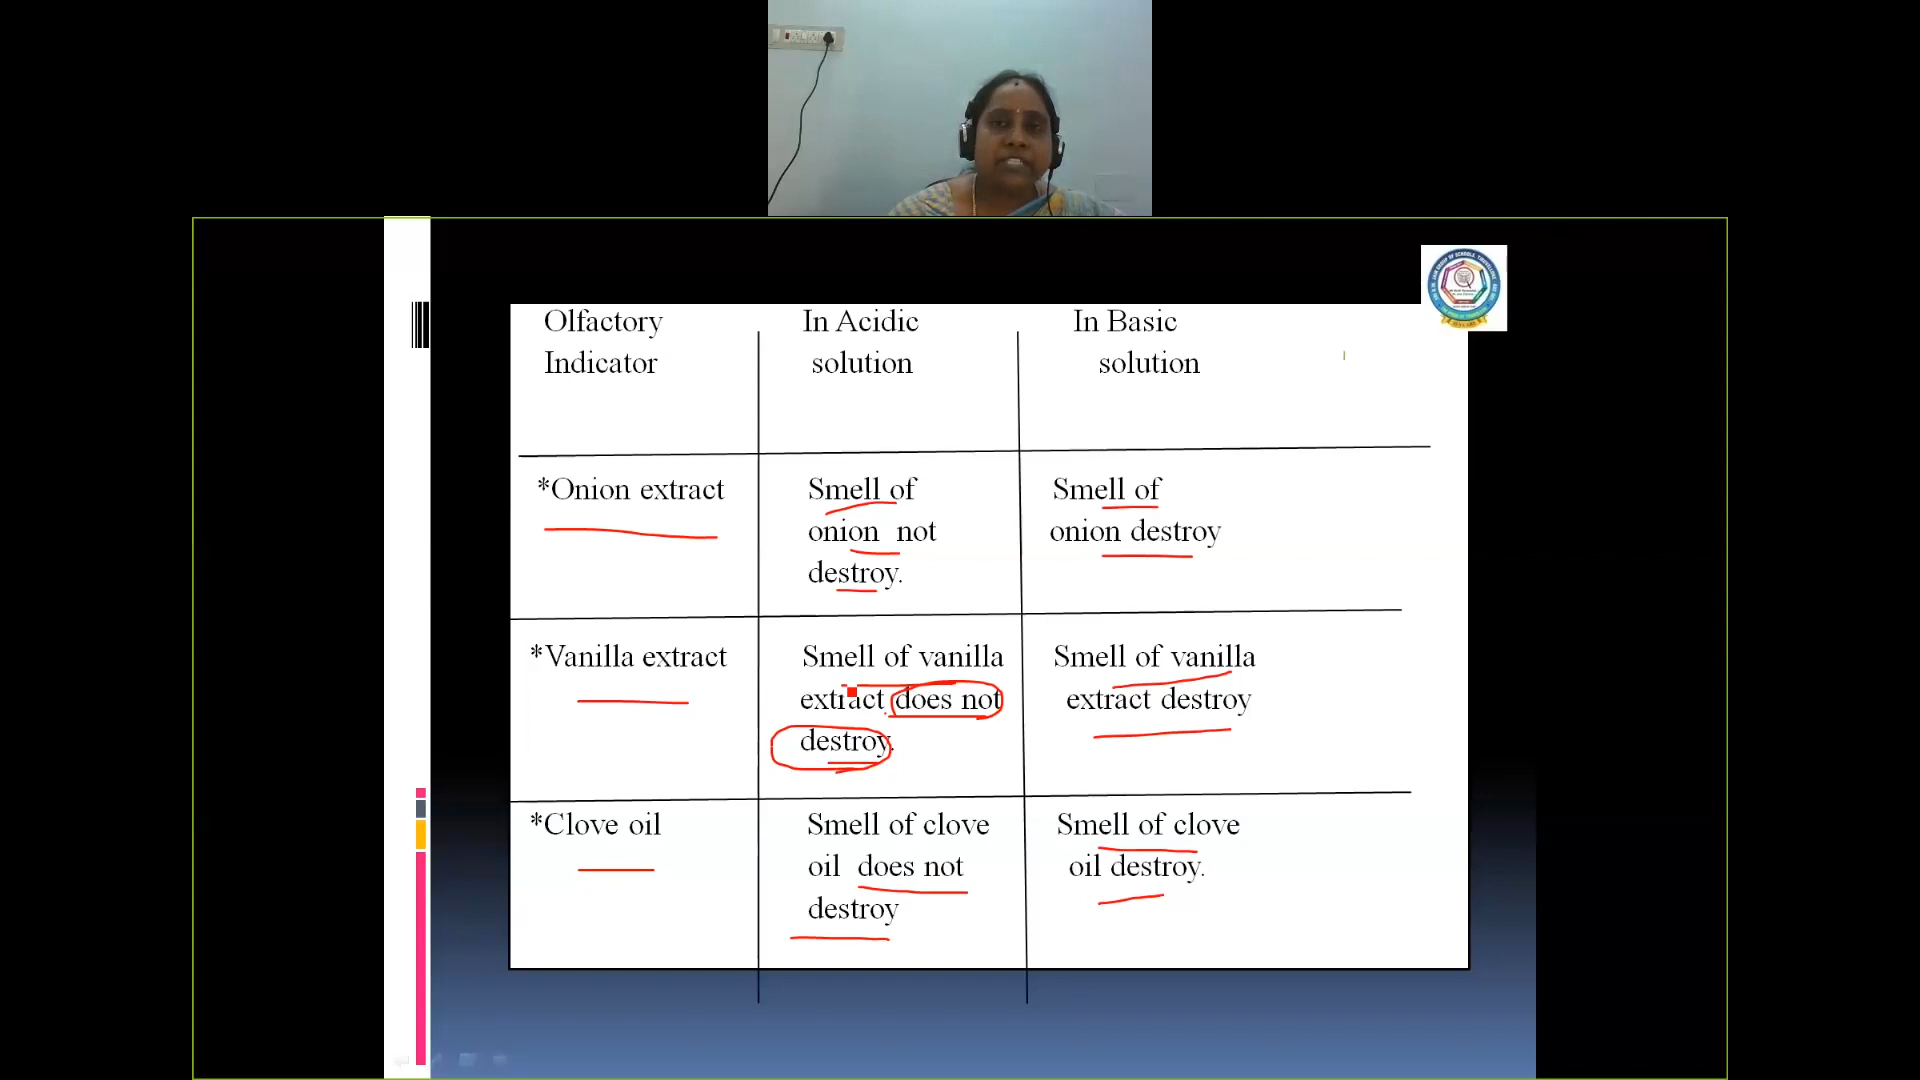 Olfactory In Acidic In Basic
Indicator solution solution
*Onion extract Smell of Smell of
onion not onion destroy
destroy.
*Vanilla extract Smell of vanilla Smell of vanilla
extract does not extract destroy
destroy.
*Clove oil Smell of clove Smell of clove
oil does not oil destroy.
destroy